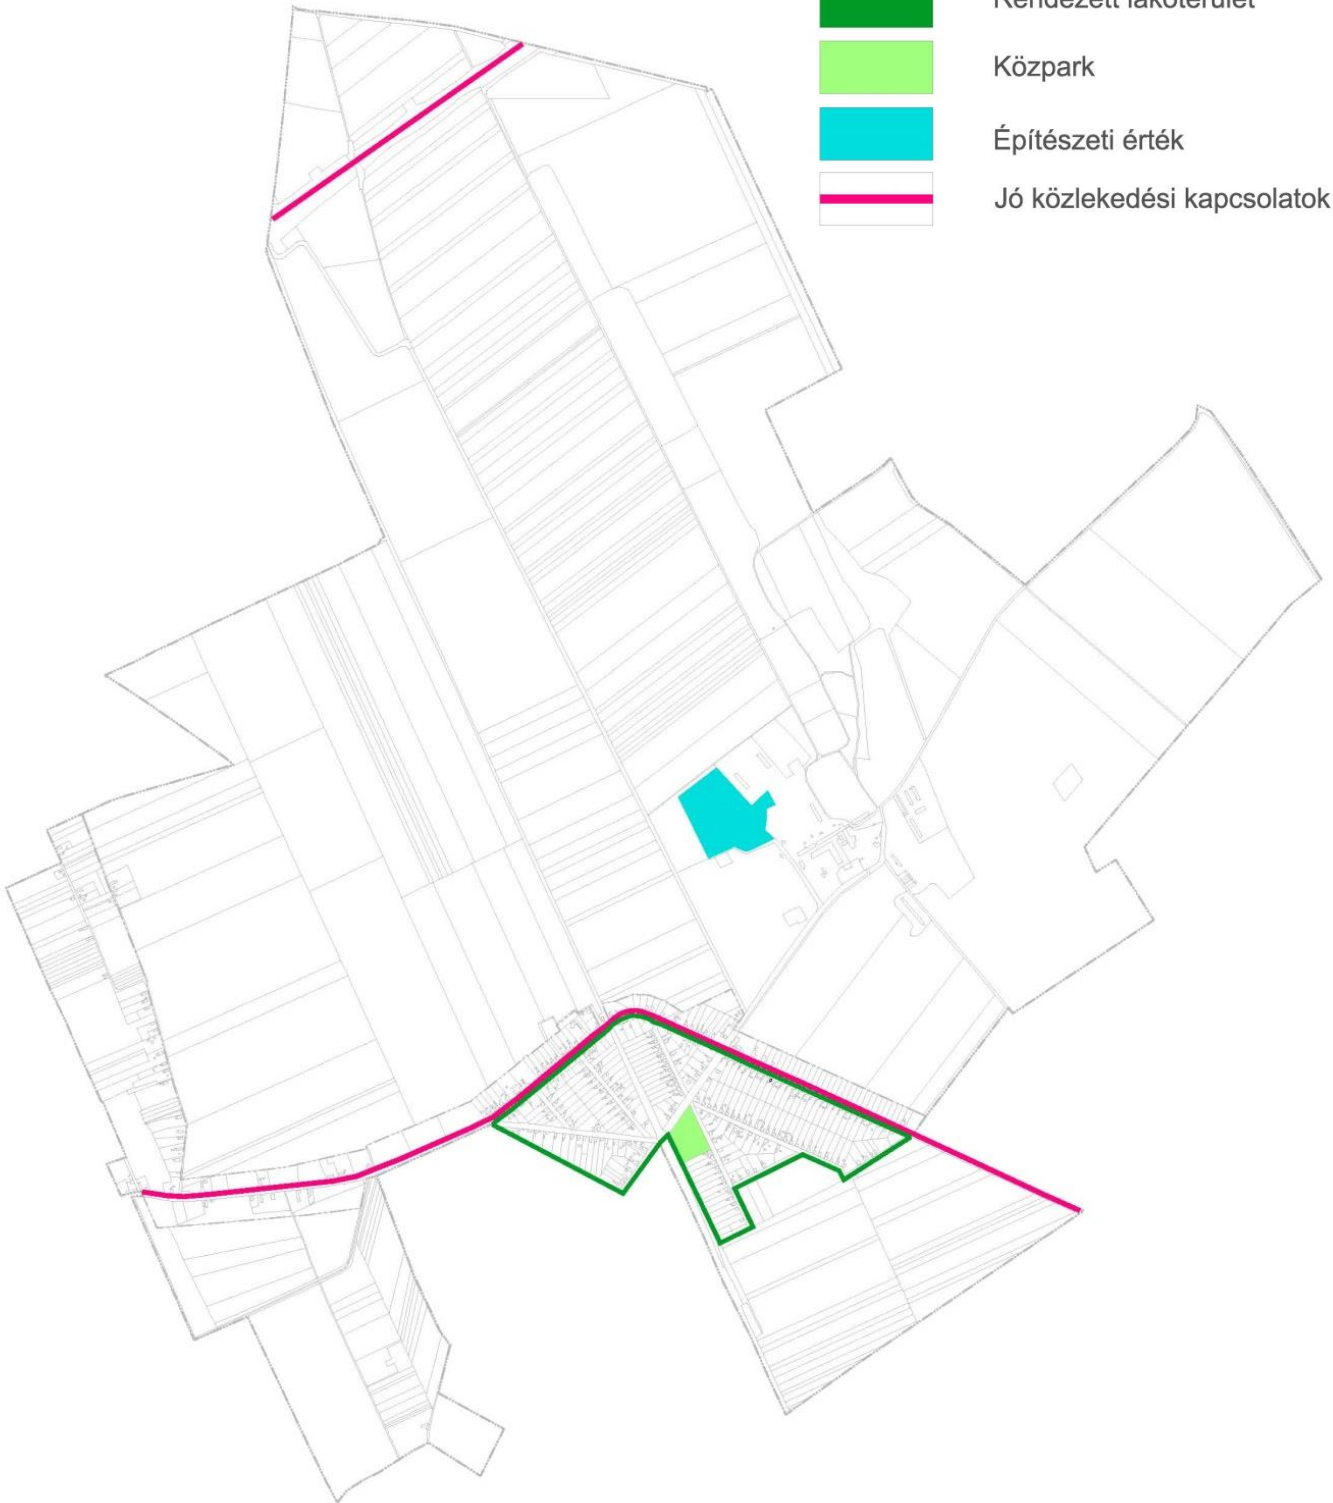 Rendezett lakóterület
Közpark
Építészeti érték
Jó közlekedési kapcsolatok